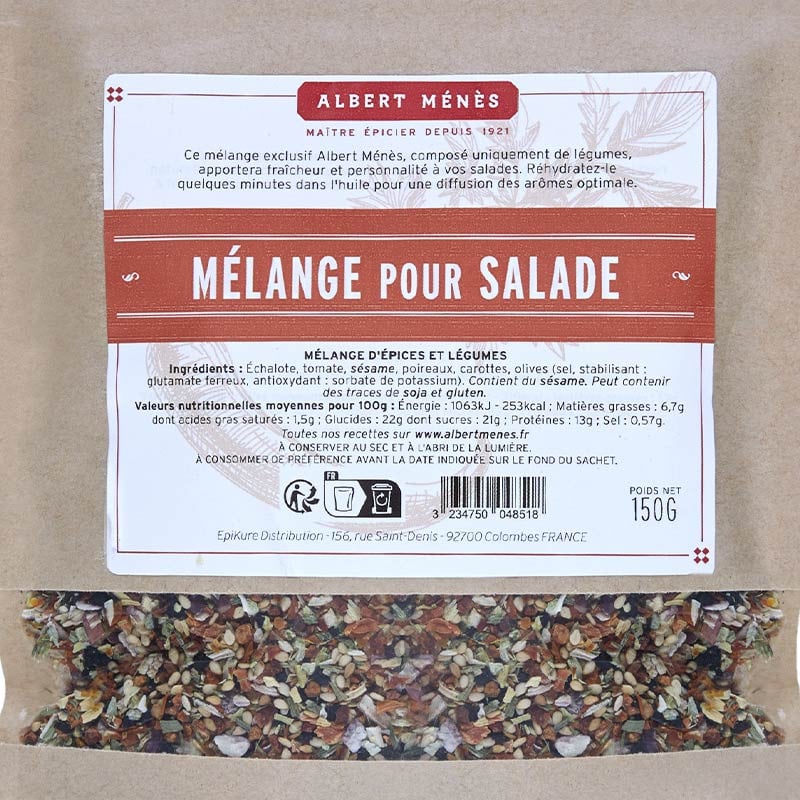 ALBERT MÉNÈS
MAÎTRE ÉPICIER DEPUIS 1921
Ce mélange exclusif Albert Ménès, composé uniquement de légumes,
apportera fraîcheur et personnalité à vos salades. Réhydratez-le
quelques minutes dans l'huile pour une diffusion des arômes optimale.
MÉLANGE POUR SALADE
MÉLANGE D'ÉPICES ET LÉGUMES
Ingrédients : Échalote, tomate, sésame, poireaux, carottes, olives (sel, stabilisant :
glutamate ferreux, antioxydant : sorbate de potassium). Contient du sésame. Peut contenir
des traces de soja et gluten.
Valeurs nutritionnelles moyennes pour 100g : Énergie : 1063kJ - 253kcal ; Matières grasses : 6,7g
dont acides gras saturés : 1,5g ; Glucides : 22g dont sucres : 21g ; Protéines : 13g ; Sel : 0,57g.
Toutes nos recettes sur www.albertmenes.fr
À CONSERVER AU SEC ET À L'ABRI DE LA LUMIÈRE.
À CONSOMMER DE PRÉFÉRENCE AVANT LA DATE INDIQUÉE SUR LE FOND DU SACHET.
FR
3 234750 048518
POIDS NET
150G
EpiKure Distribution - 156, rue Saint-Denis - 92700 Colombes FRANCE